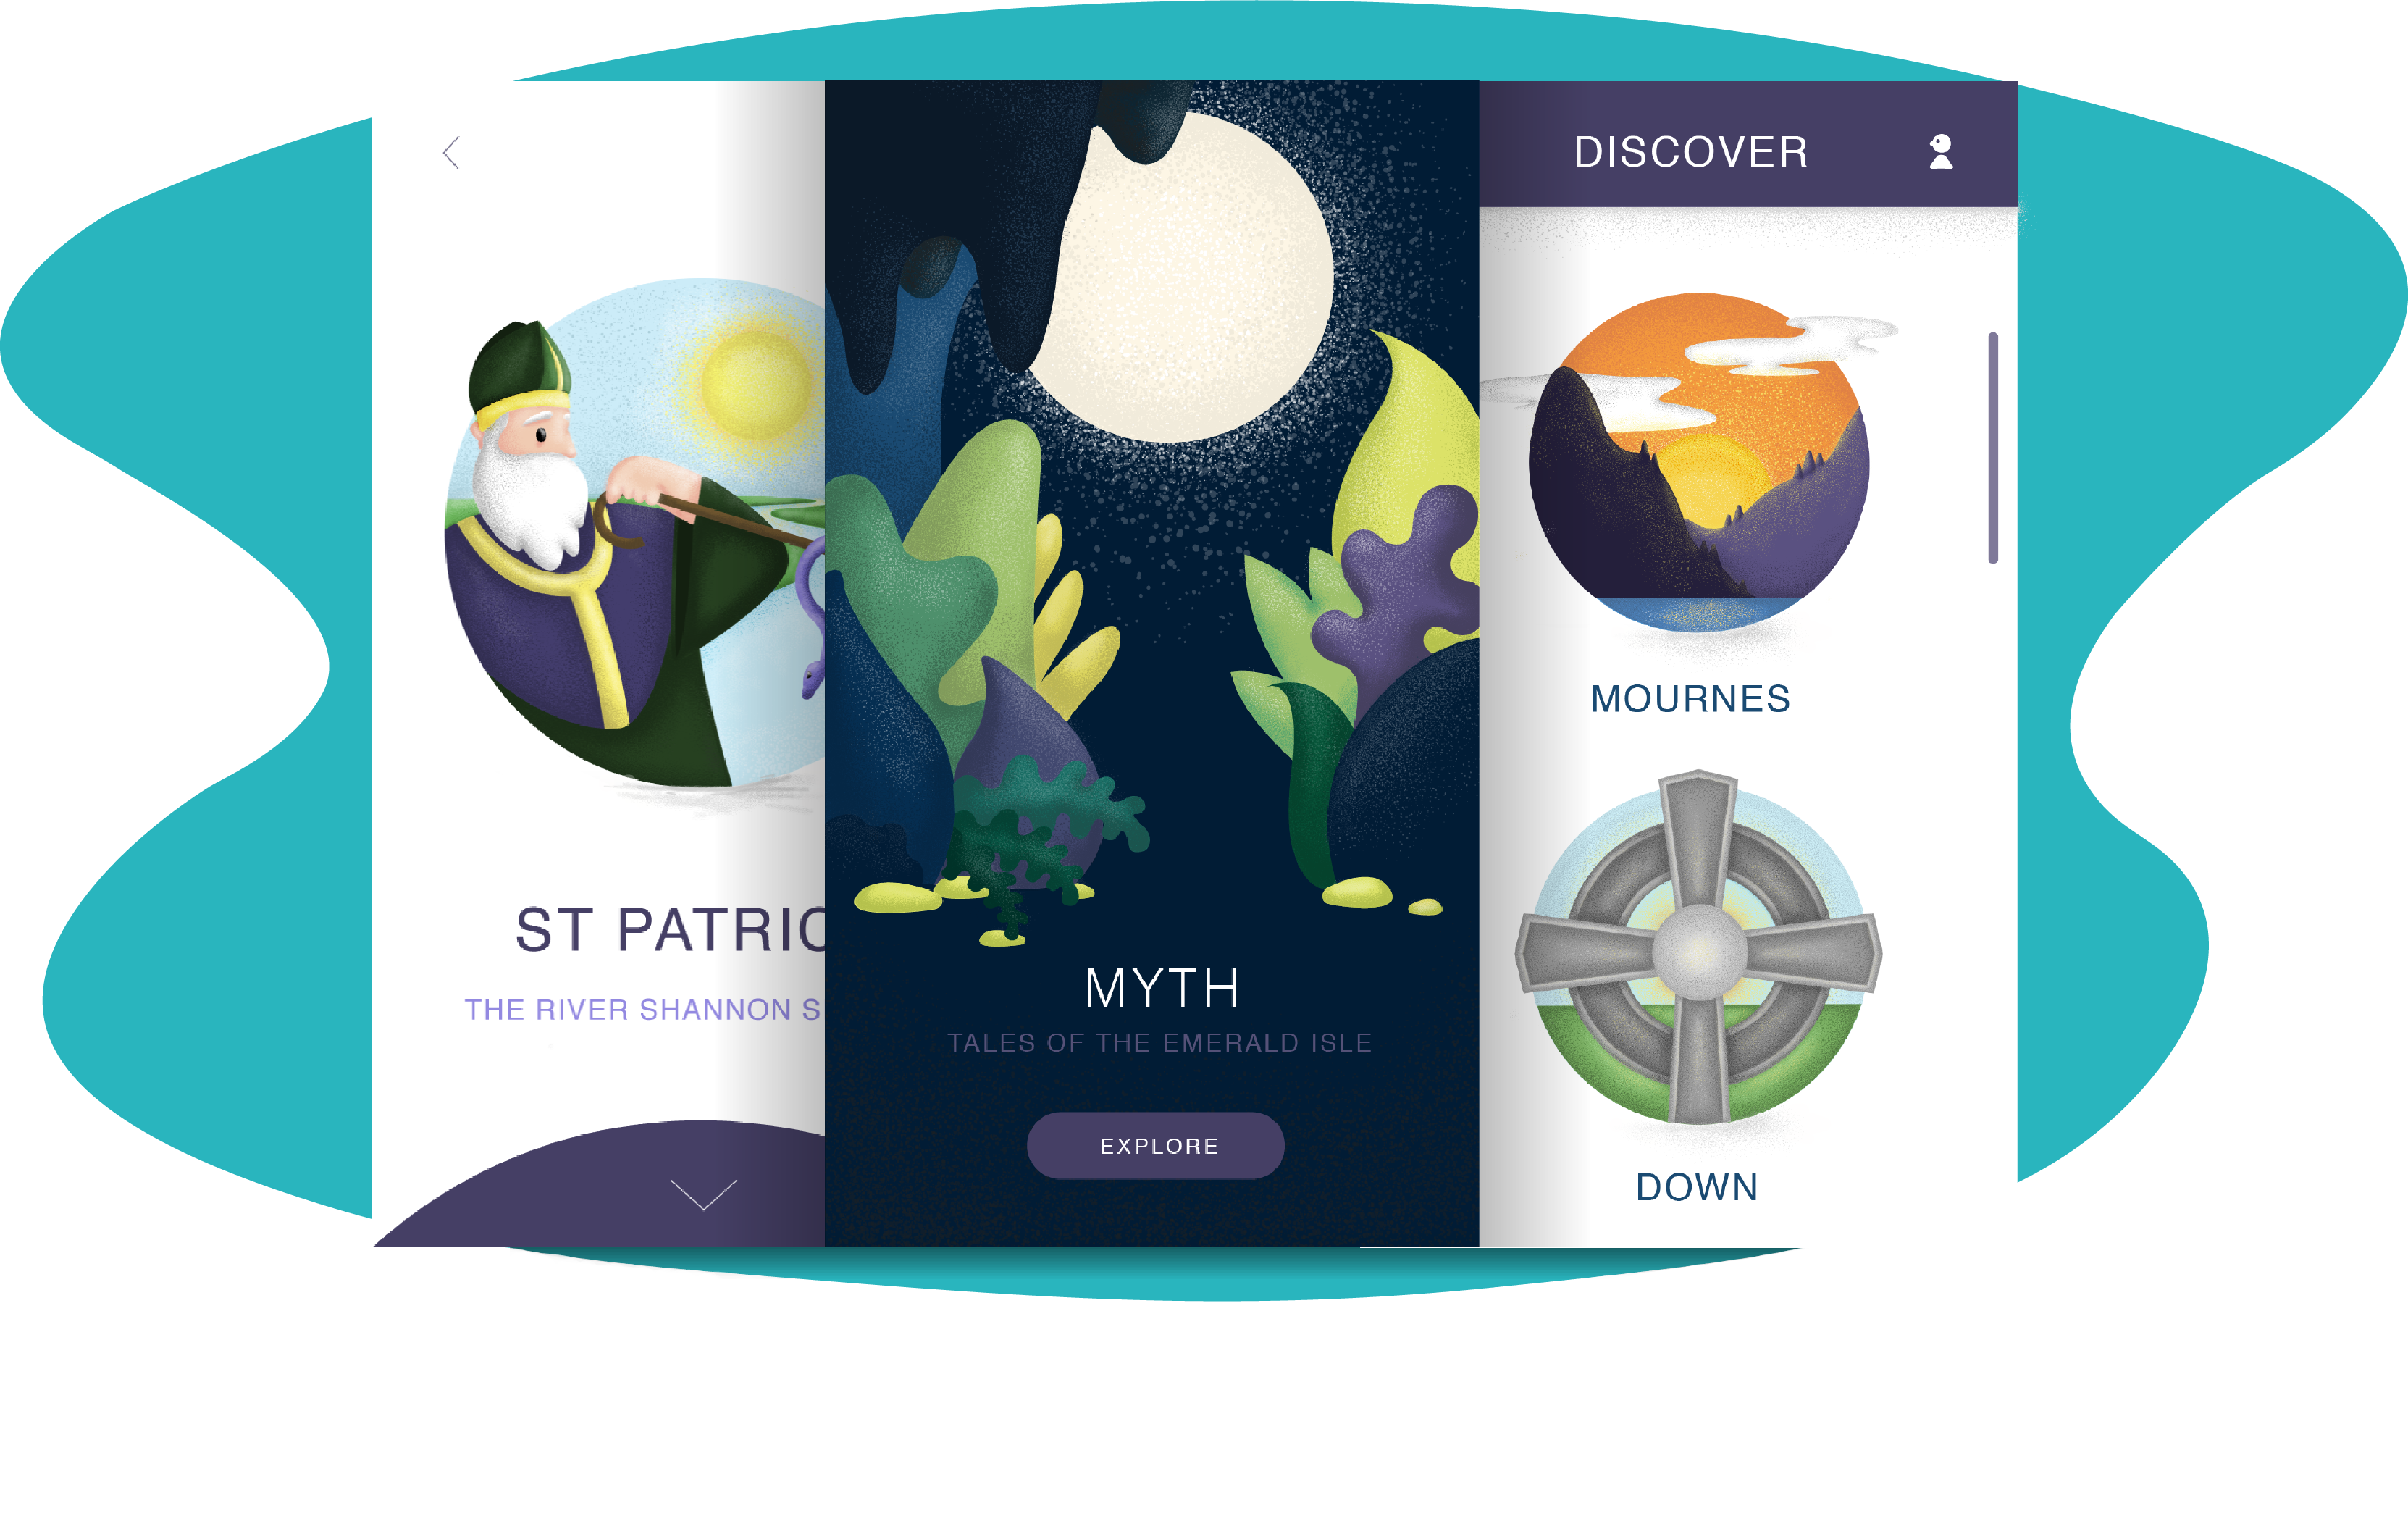 ST PATRIC
THE RIVER SHANNON S
MYTH
TALES OF THE EMERALD ISLE
EXPLORE
DISCOVER
MOURNES
DOWN